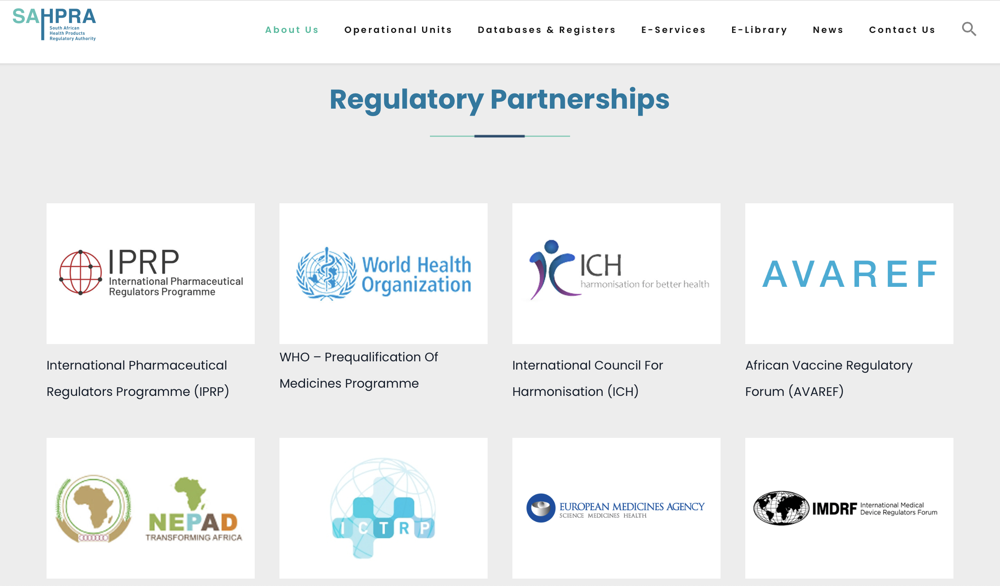 SAHPRA
South African
Health Products
Regulatory Authority
About Us
Operational Units
Databases & Registers
E-Services
E-Library
News
Contact Us
Regulatory Partnerships
IPRP
International Pharmaceutical
Regulators Programme
World Health
Organization
ICH
harmonisation for better health
AVAREF
International Pharmaceutical
Regulators Programme (IPRP)
WHO – Prequalification Of
Medicines Programme
International Council For
Harmonisation (ICH)
African Vaccine Regulatory
Forum (AVAREF)
NEPAD
TRANSFORMING AFRICA
ICTRP
EUROPEAN MEDICINES AGENCY
SCIENCE MEDICINES HEALTH
IMDRF
International Medical
Device Regulators Forum